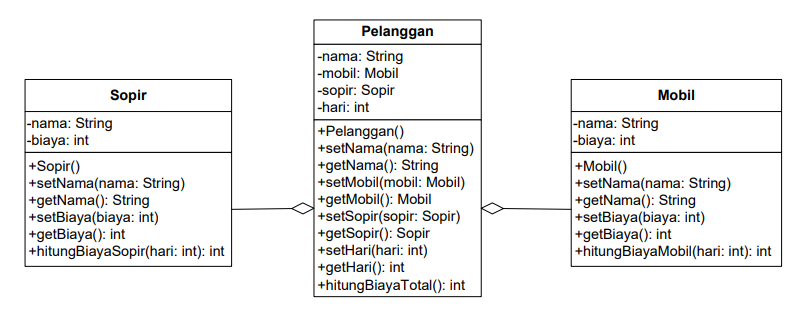 Sopir
-nama: String
-biaya: int
+Sopir()
+setNama(nama: String)
+getNama(): String
+setBiaya(biaya: int)
+getBiaya(): int
+hitungBiayaSopir(hari: int): int
Pelanggan
-nama: String
-mobil: Mobil
-sopir: Sopir
-hari: int
+Pelanggan()
+setNama(nama: String)
+getNama(): String
+setMobil(mobil: Mobil)
+getMobil(): Mobil
+setSopir(sopir: Sopir)
+getSopir(): Sopir
+setHari(hari: int)
+getHari(): int
+hitungBiayaTotal(): int
Mobil
-nama: String
-biaya: int
+Mobil()
+setNama(nama: String)
+getNama(): String
+setBiaya(biaya: int)
+getBiaya(): int
+hitungBiayaMobil(hari: int): int